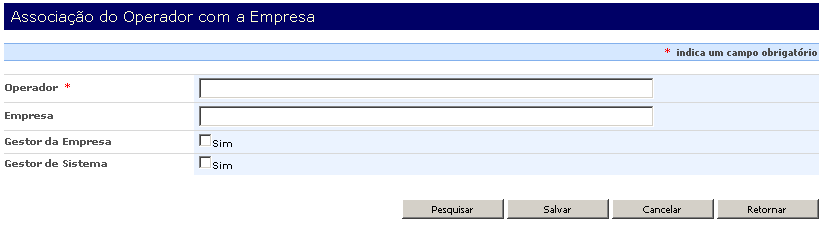 Associação do Operador com a Empresa
* indica um campo obrigatório
Operador *
Empresa
Gestor da Empresa Sim
Gestor de Sistema Sim
Pesquisar Salvar Cancelar Retornar